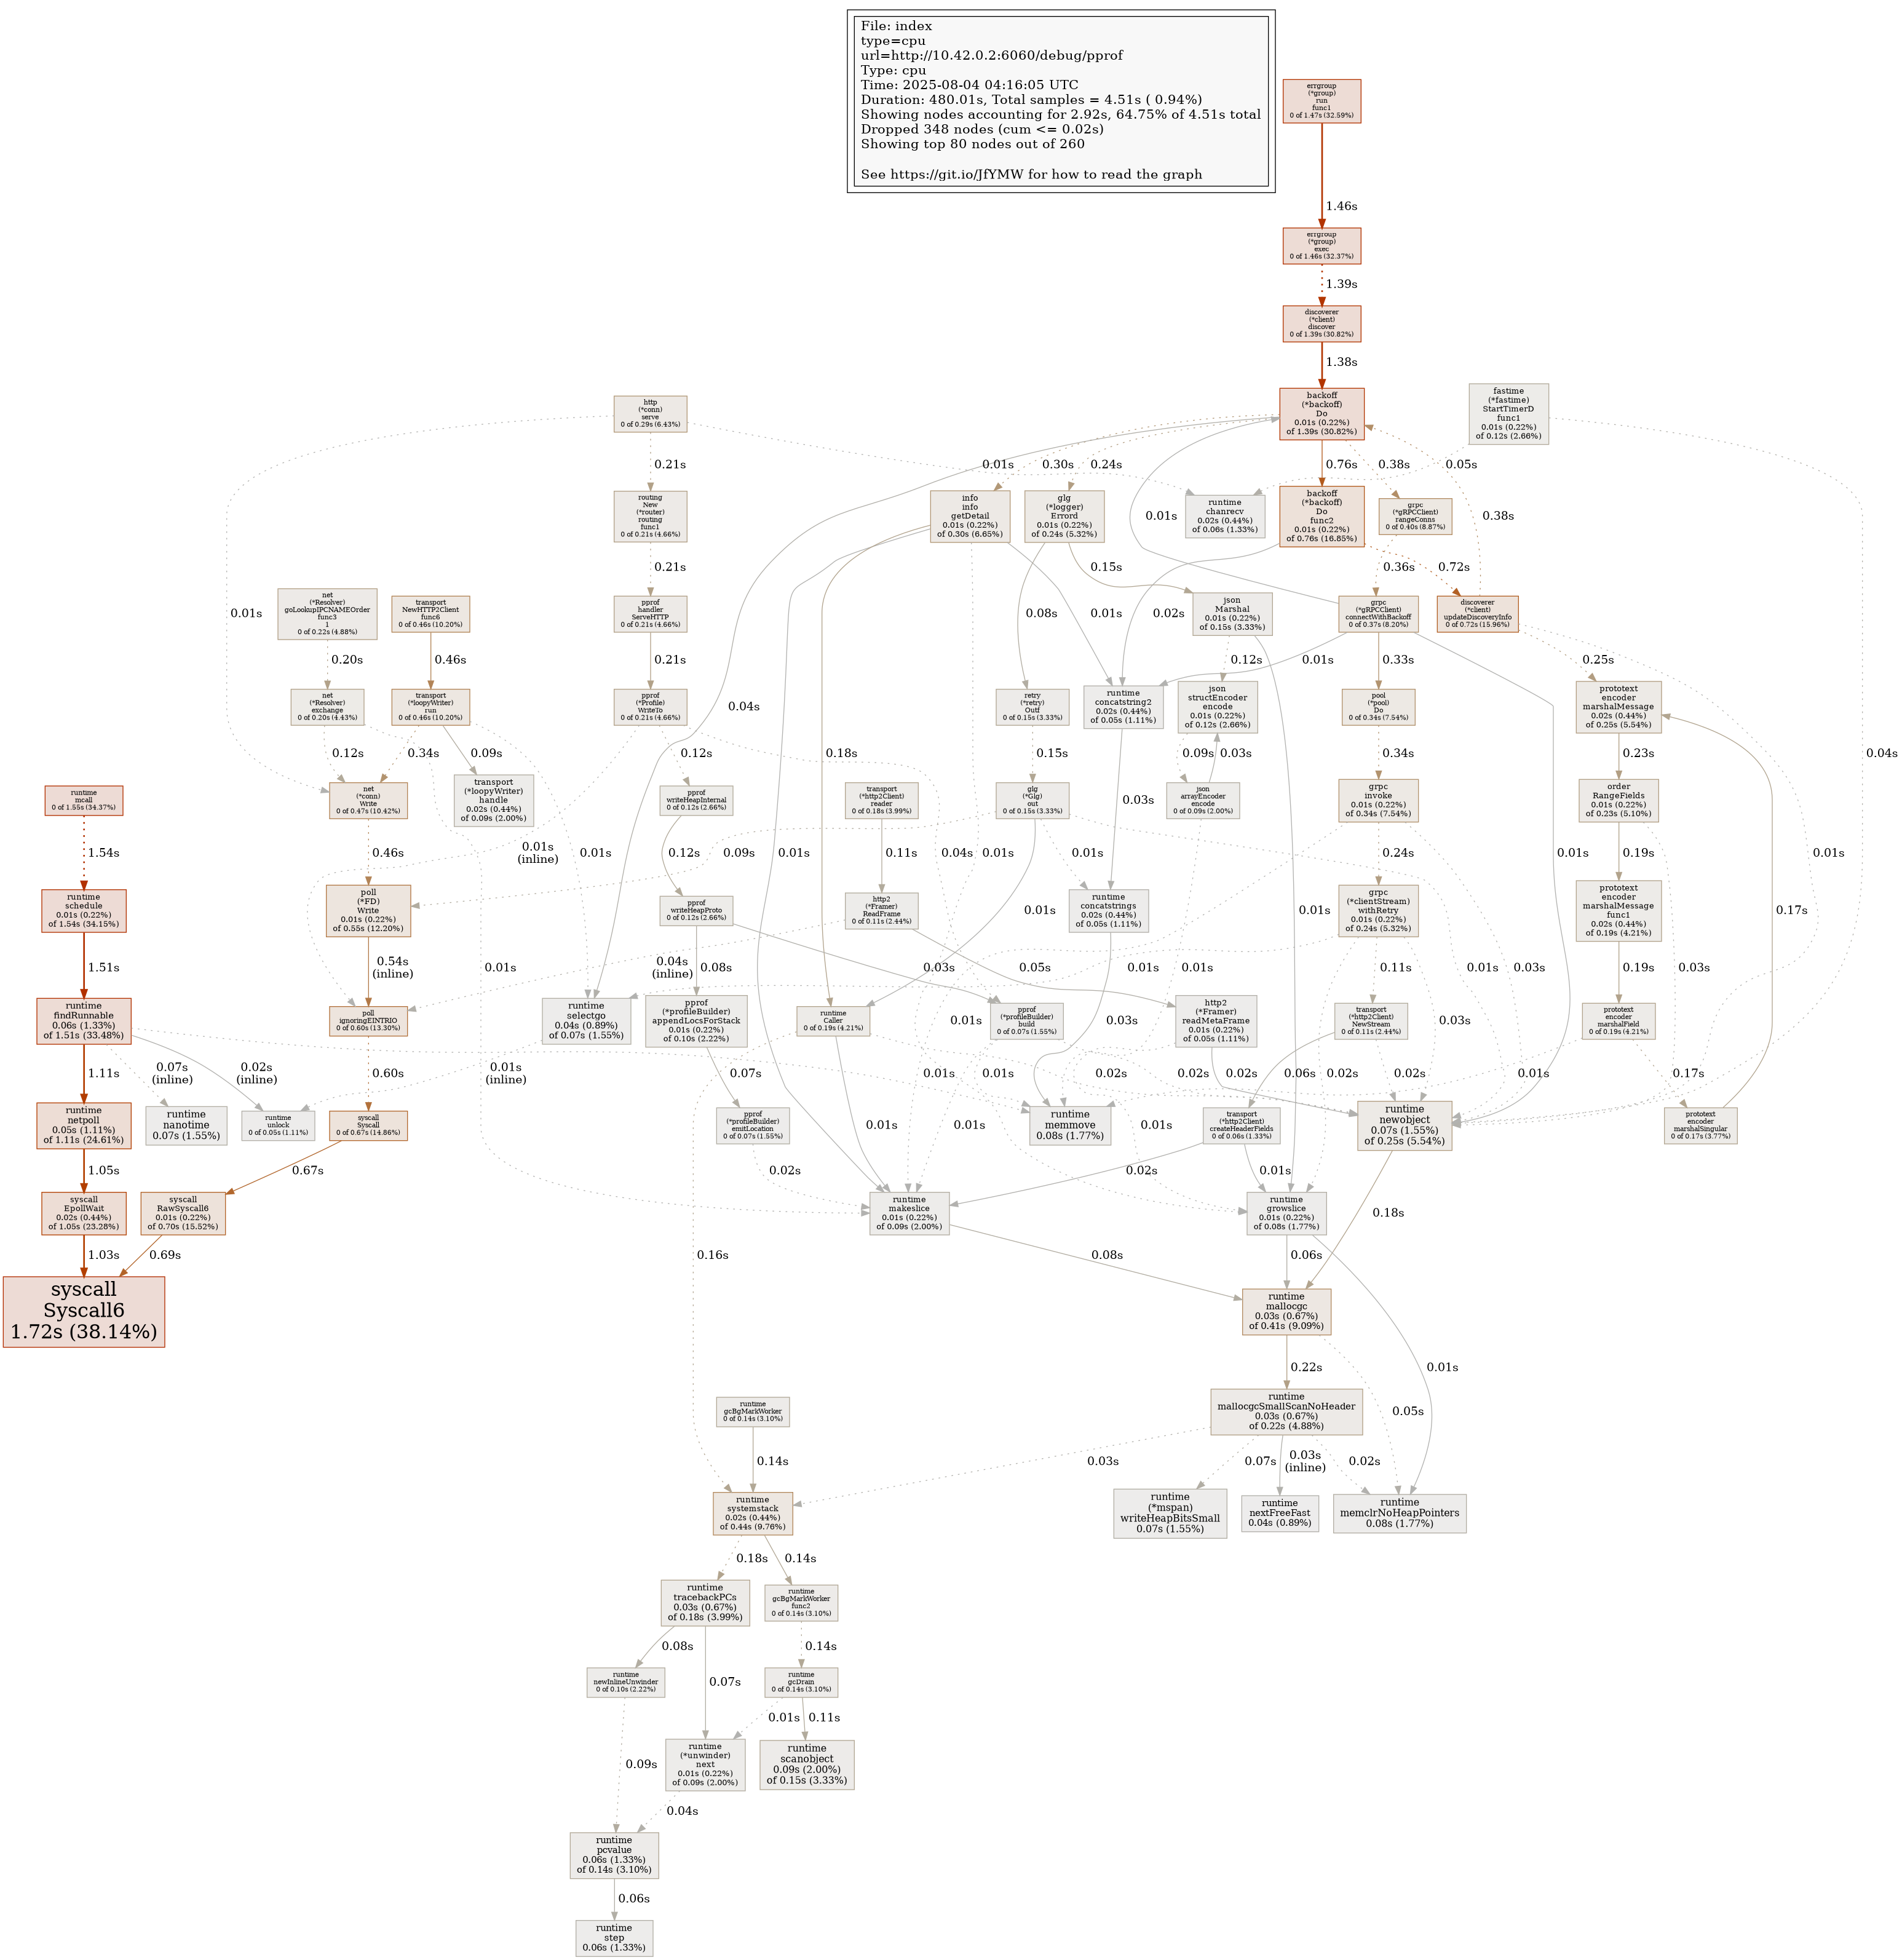 File: index
type=cpu
url=http://10.42.0.2:6060/debug/pprof
Type: cpu
Time: 2025-08-04 04:16:05 UTC
Duration: 480.01s, Total samples = 4.51s ( 0.94%)
Showing nodes accounting for 2.92s, 64.75% of 4.51s total
Dropped 348 nodes (cum <= 0.02s)
Showing top 80 nodes out of 260
See https://git.io/JfYMW for how to read the graph
errgroup
(*group)
run
func1
0 of 1.47s (32.59%)
1.46s
errgroup
(*group)
exec
0 of 1.46s (32.37%)
1.39s
discoverer
(*client)
discover
0 of 1.39s (30.82%)
1.38s
http
(*conn)
serve
0 of 0.29s (6.43%)
backoff
(*backoff)
Do
0.01s (0.22%)
of 1.39s (30.82%)
fastime
(*fastime)
StartTimerD
func1
0.01s (0.22%)
of 0.12s (2.66%)
0.21s
0.01s
0.30s
0.24s
0.76s
0.38s
0.05s
routing
New
(*router)
routing
func1
0 of 0.21s (4.66%)
info
info
getDetail
0.01s (0.22%)
of 0.30s (6.65%)
glg
(*logger)
Errord
0.01s (0.22%)
of 0.24s (5.32%)
runtime
chanrecv
0.02s (0.44%)
of 0.06s (1.33%)
backoff
(*backoff)
Do
func2
0.01s (0.22%)
of 0.76s (16.85%)
grpc
(*gRPCClient)
rangeConns
0 of 0.40s (8.87%)
0.01s
0.38s
0.21s
0.15s
0.36s
0.72s
net
(*Resolver)
goLookupIPCNAMEOrder
func3
1
0 of 0.22s (4.88%)
transport
NewHTTP2Client
func6
0 of 0.46s (10.20%)
pprof
handler
ServeHTTP
0 of 0.21s (4.66%)
json
Marshal
0.01s (0.22%)
of 0.15s (3.33%)
grpc
(*gRPCClient)
connectWithBackoff
0 of 0.37s (8.20%)
discoverer
(*client)
updateDiscoveryInfo
0 of 0.72s (15.96%)
0.01s
0.08s
0.01s
0.02s
0.20s
0.46s
0.21s
0.12s
0.01s
0.33s
0.25s
net
(*Resolver)
exchange
0 of 0.20s (4.43%)
transport
(*loopyWriter)
run
0 of 0.46s (10.20%)
pprof
(*Profile)
WriteTo
0 of 0.21s (4.66%)
retry
(*retry)
Outf
0 of 0.15s (3.33%)
runtime
concatstring2
0.02s (0.44%)
of 0.05s (1.11%)
json
structEncoder
encode
0.01s (0.22%)
of 0.12s (2.66%)
pool
(*pool)
Do
0 of 0.34s (7.54%)
prototext
encoder
marshalMessage
0.02s (0.44%)
of 0.25s (5.54%)
0.04s
0.12s
0.34s
0.09s
0.12s
0.18s
0.15s
0.09s
0.03s
0.34s
0.23s
0.04s
runtime
mcall
0 of 1.55s (34.37%)
net
(*conn)
Write
0 of 0.47s (10.42%)
transport
(*loopyWriter)
handle
0.02s (0.44%)
of 0.09s (2.00%)
pprof
writeHeapInternal
0 of 0.12s (2.66%)
transport
(*http2Client)
reader
0 of 0.18s (3.99%)
glg
(*Glg)
out
0 of 0.15s (3.33%)
json
arrayEncoder
encode
0 of 0.09s (2.00%)
grpc
invoke
0.01s (0.22%)
of 0.34s (7.54%)
order
RangeFields
0.01s (0.22%)
of 0.23s (5.10%)
0.03s
1.54s
0.46s
0.01s
(inline)
0.01s
0.12s
0.09s
0.11s
0.04s
0.01s
0.01s
0.01s
0.24s
0.01s
0.19s
0.01s
runtime
schedule
0.01s (0.22%)
of 1.54s (34.15%)
poll
(*FD)
Write
0.01s (0.22%)
of 0.55s (12.20%)
pprof
writeHeapProto
0 of 0.12s (2.66%)
http2
(*Framer)
ReadFrame
0 of 0.11s (2.44%)
runtime
concatstrings
0.02s (0.44%)
of 0.05s (1.11%)
grpc
(*clientStream)
withRetry
0.01s (0.22%)
of 0.24s (5.32%)
prototext
encoder
marshalMessage
func1
0.02s (0.44%)
of 0.19s (4.21%)
0.01s
0.01s
0.17s
1.51s
0.54s
(inline)
0.01s
0.04s
(inline)
0.08s
0.03s
0.05s
0.01s
0.01s
0.01s
0.11s
0.03s
0.03s
0.19s
runtime
findRunnable
0.06s (1.33%)
of 1.51s (33.48%)
poll
ignoringEINTRIO
0 of 0.60s (13.30%)
runtime
selectgo
0.04s (0.89%)
of 0.07s (1.55%)
pprof
(*profileBuilder)
appendLocsForStack
0.01s (0.22%)
of 0.10s (2.22%)
runtime
Caller
0 of 0.19s (4.21%)
pprof
(*profileBuilder)
build
0 of 0.07s (1.55%)
http2
(*Framer)
readMetaFrame
0.01s (0.22%)
of 0.05s (1.11%)
transport
(*http2Client)
NewStream
0 of 0.11s (2.44%)
prototext
encoder
marshalField
0 of 0.19s (4.21%)
0.01s
0.03s
0.03s
1.11s
0.07s
(inline)
0.02s
(inline)
0.60s
0.01s
(inline)
0.07s
0.01s
0.01s
0.02s
0.02s
0.02s
0.06s
0.02s
0.02s
0.01s
0.17s
runtime
netpoll
0.05s (1.11%)
of 1.11s (24.61%)
runtime
nanotime
0.07s (1.55%)
runtime
unlock
0 of 0.05s (1.11%)
syscall
Syscall
0 of 0.67s (14.86%)
pprof
(*profileBuilder)
emitLocation
0 of 0.07s (1.55%)
runtime
memmove
0.08s (1.77%)
transport
(*http2Client)
createHeaderFields
0 of 0.06s (1.33%)
runtime
newobject
0.07s (1.55%)
of 0.25s (5.54%)
prototext
encoder
marshalSingular
0 of 0.17s (3.77%)
0.01s
0.01s
0.01s
1.05s
0.67s
0.02s
0.02s
0.01s
syscall
EpollWait
0.02s (0.44%)
of 1.05s (23.28%)
syscall
RawSyscall6
0.01s (0.22%)
of 0.70s (15.52%)
runtime
makeslice
0.01s (0.22%)
of 0.09s (2.00%)
runtime
growslice
0.01s (0.22%)
of 0.08s (1.77%)
0.18s
1.03s
0.69s
0.16s
0.08s
0.06s
syscall
Syscall6
1.72s (38.14%)
runtime
mallocgc
0.03s (0.67%)
of 0.41s (9.09%)
0.22s
0.01s
runtime
gcBgMarkWorker
0 of 0.14s (3.10%)
runtime
mallocgcSmallScanNoHeader
0.03s (0.67%)
of 0.22s (4.88%)
0.05s
0.14s
0.03s
0.07s
0.03s
(inline)
0.02s
runtime
systemstack
0.02s (0.44%)
of 0.44s (9.76%)
runtime
(*mspan)
writeHeapBitsSmall
0.07s (1.55%)
runtime
nextFreeFast
0.04s (0.89%)
runtime
memclrNoHeapPointers
0.08s (1.77%)
0.18s
0.14s
runtime
tracebackPCs
0.03s (0.67%)
of 0.18s (3.99%)
runtime
gcBgMarkWorker
func2
0 of 0.14s (3.10%)
0.08s
0.07s
0.14s
runtime
newInlineUnwinder
0 of 0.10s (2.22%)
runtime
gcDrain
0 of 0.14s (3.10%)
0.09s
0.01s
0.11s
runtime
(*unwinder)
next
0.01s (0.22%)
of 0.09s (2.00%)
runtime
scanobject
0.09s (2.00%)
of 0.15s (3.33%)
0.04s
runtime
pcvalue
0.06s (1.33%)
of 0.14s (3.10%)
0.06s
runtime
step
0.06s (1.33%)